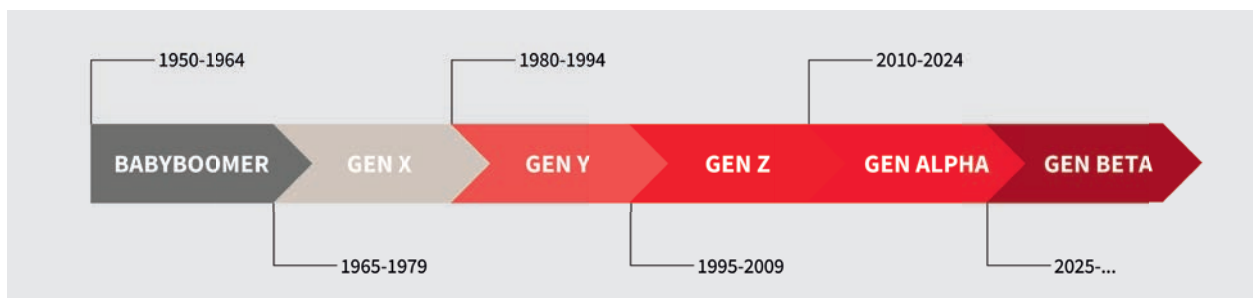 1950-1964
1980-1994
2010-2024
BABYBOOMER
GEN X
GEN Y
GEN Z
GEN ALPHA
GEN BETA
1965-1979
1995-2009
2025-...